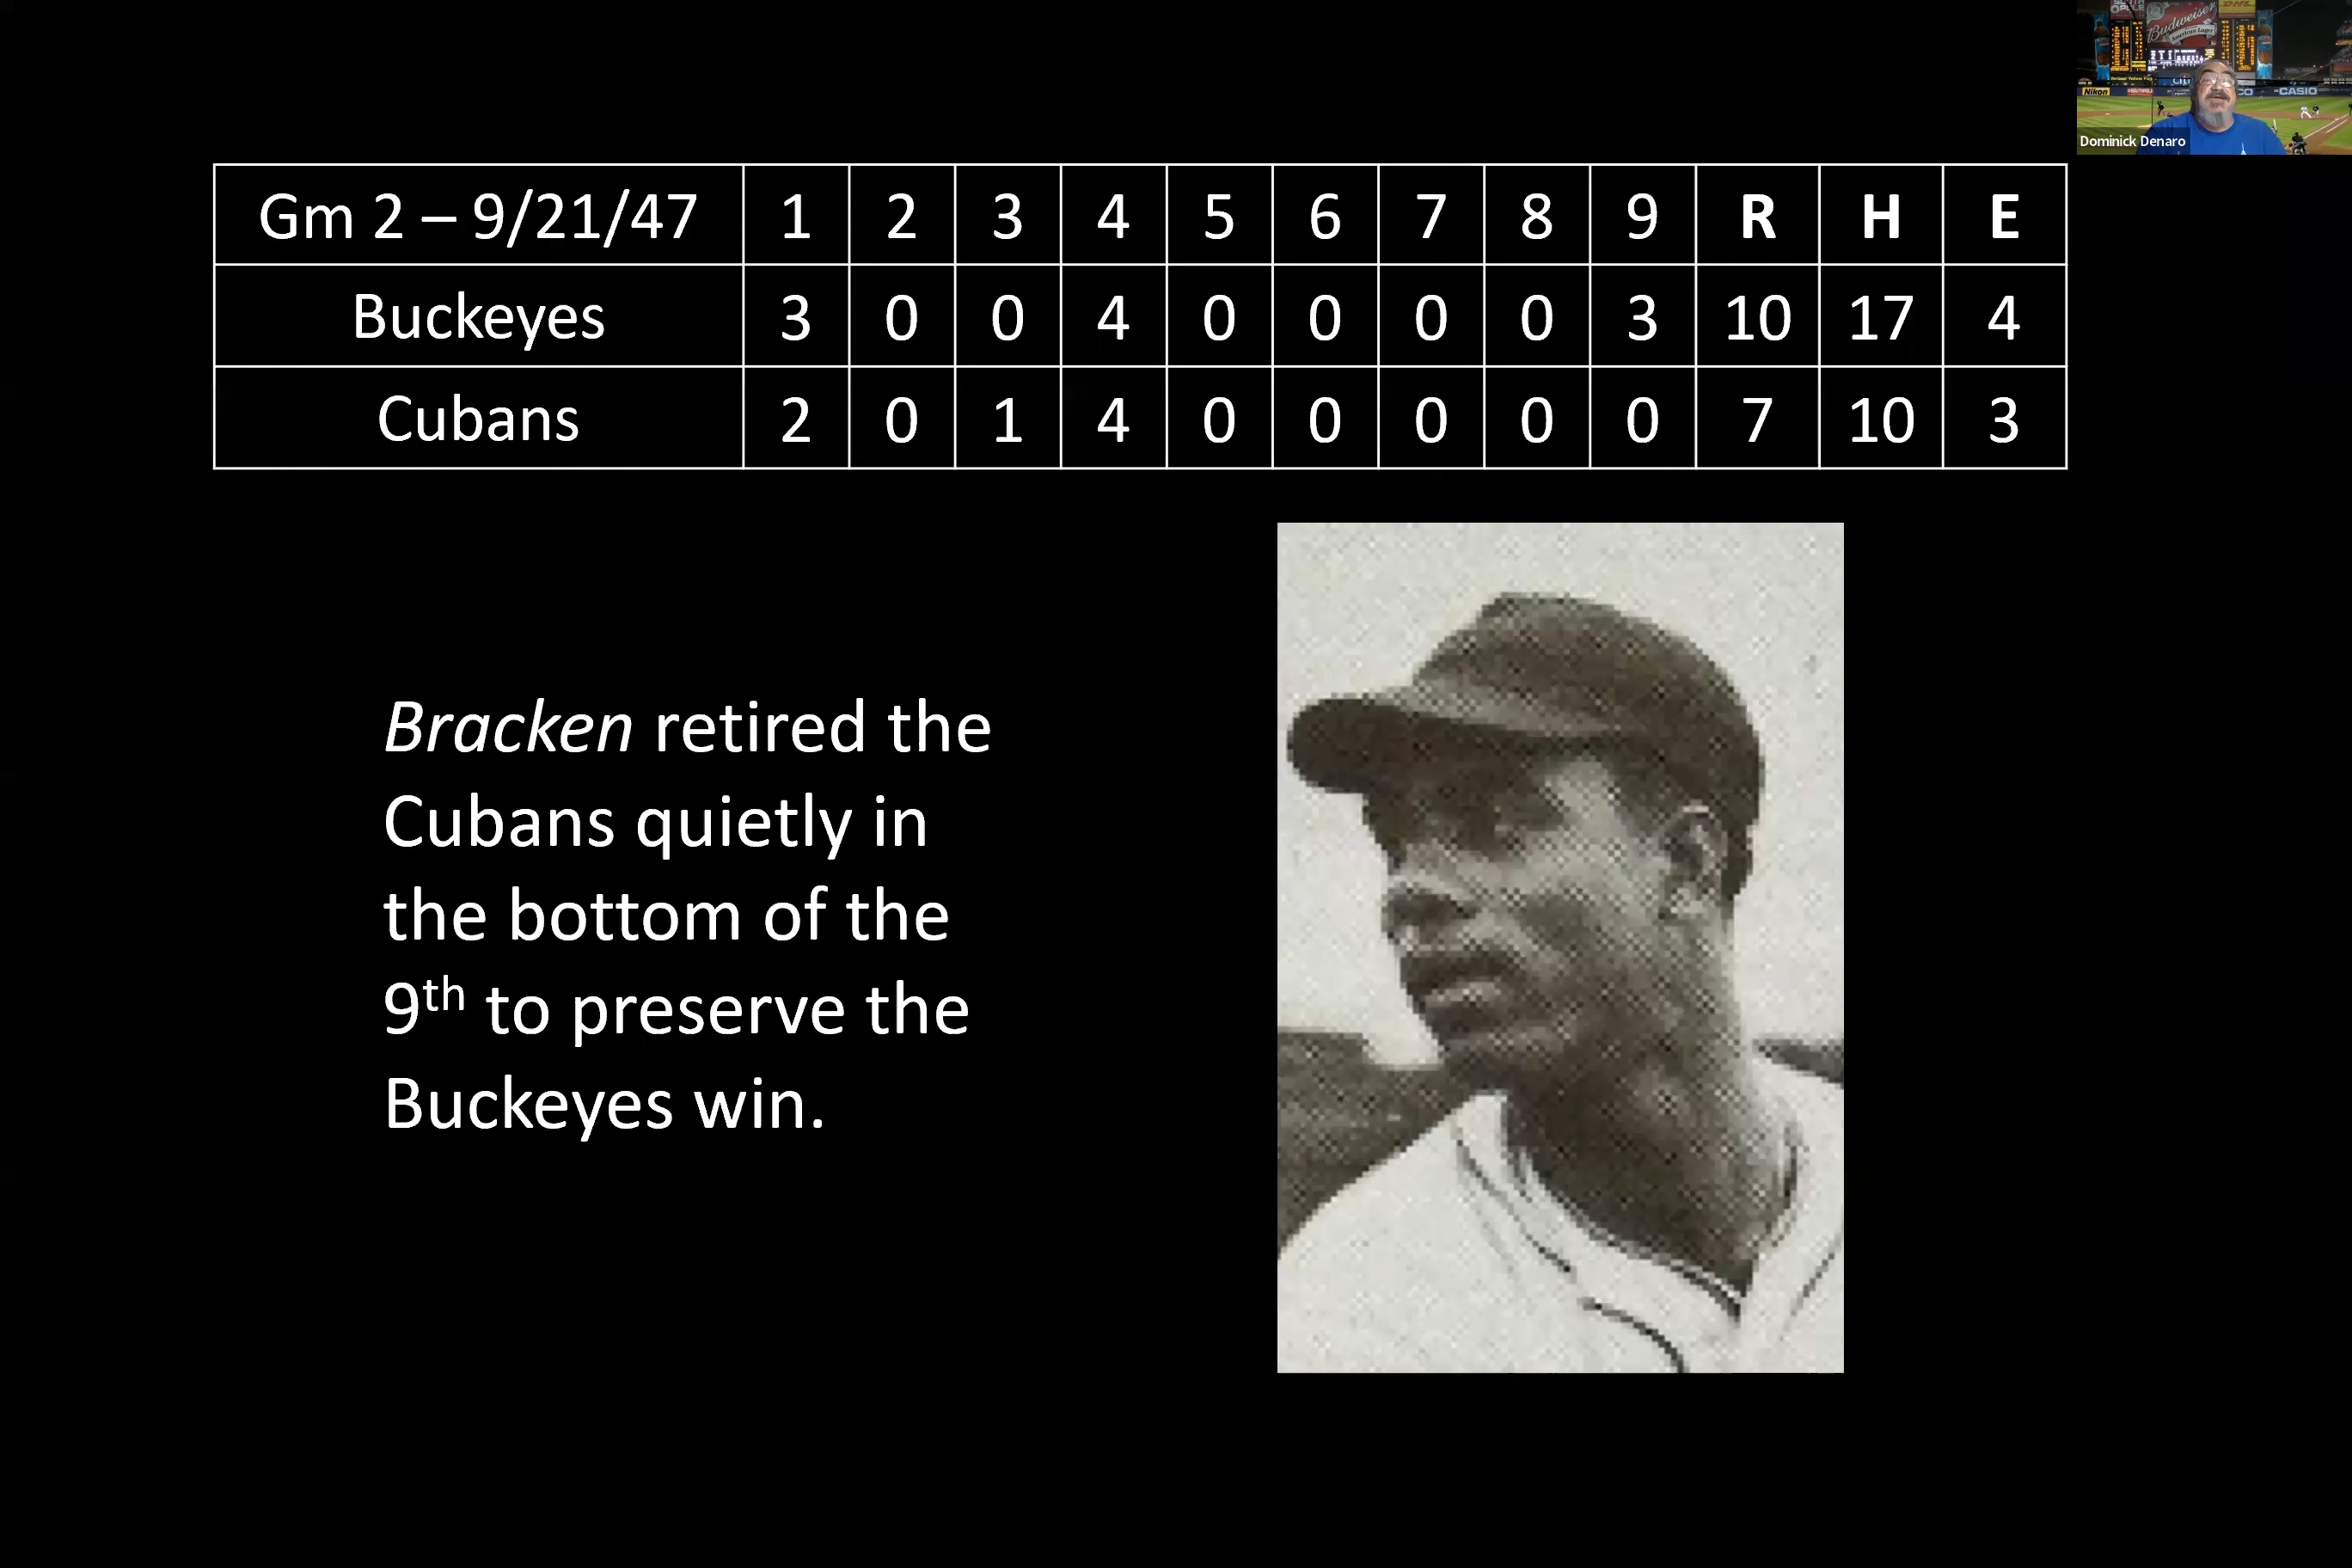 Budweiser
Nikon
CASIO
Dominick Denaro
Gm 2 – 9/21/47 1 2 3 4 5 6 7 8 9 R H E
Buckeyes 3 0 0 4 0 0 0 0 3 10 17 4
Cubans 2 0 1 4 0 0 0 0 0 7 10 3
Bracken retired the
Cubans quietly in
the bottom of the
9th to preserve the
Buckeyes win.